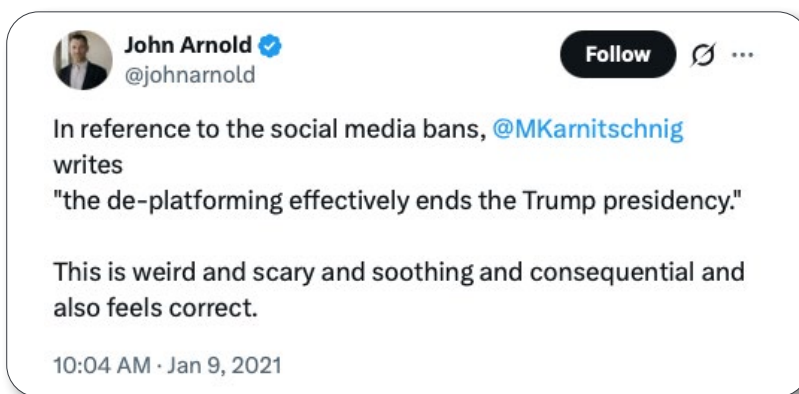 John Arnold
Follow
@johnarnold
In reference to the social media bans, @MKarnitschnig
writes
"the de-platforming effectively ends the Trump presidency."
This is weird and scary and soothing and consequential and
also feels correct.
10:04 AM · Jan 9, 2021